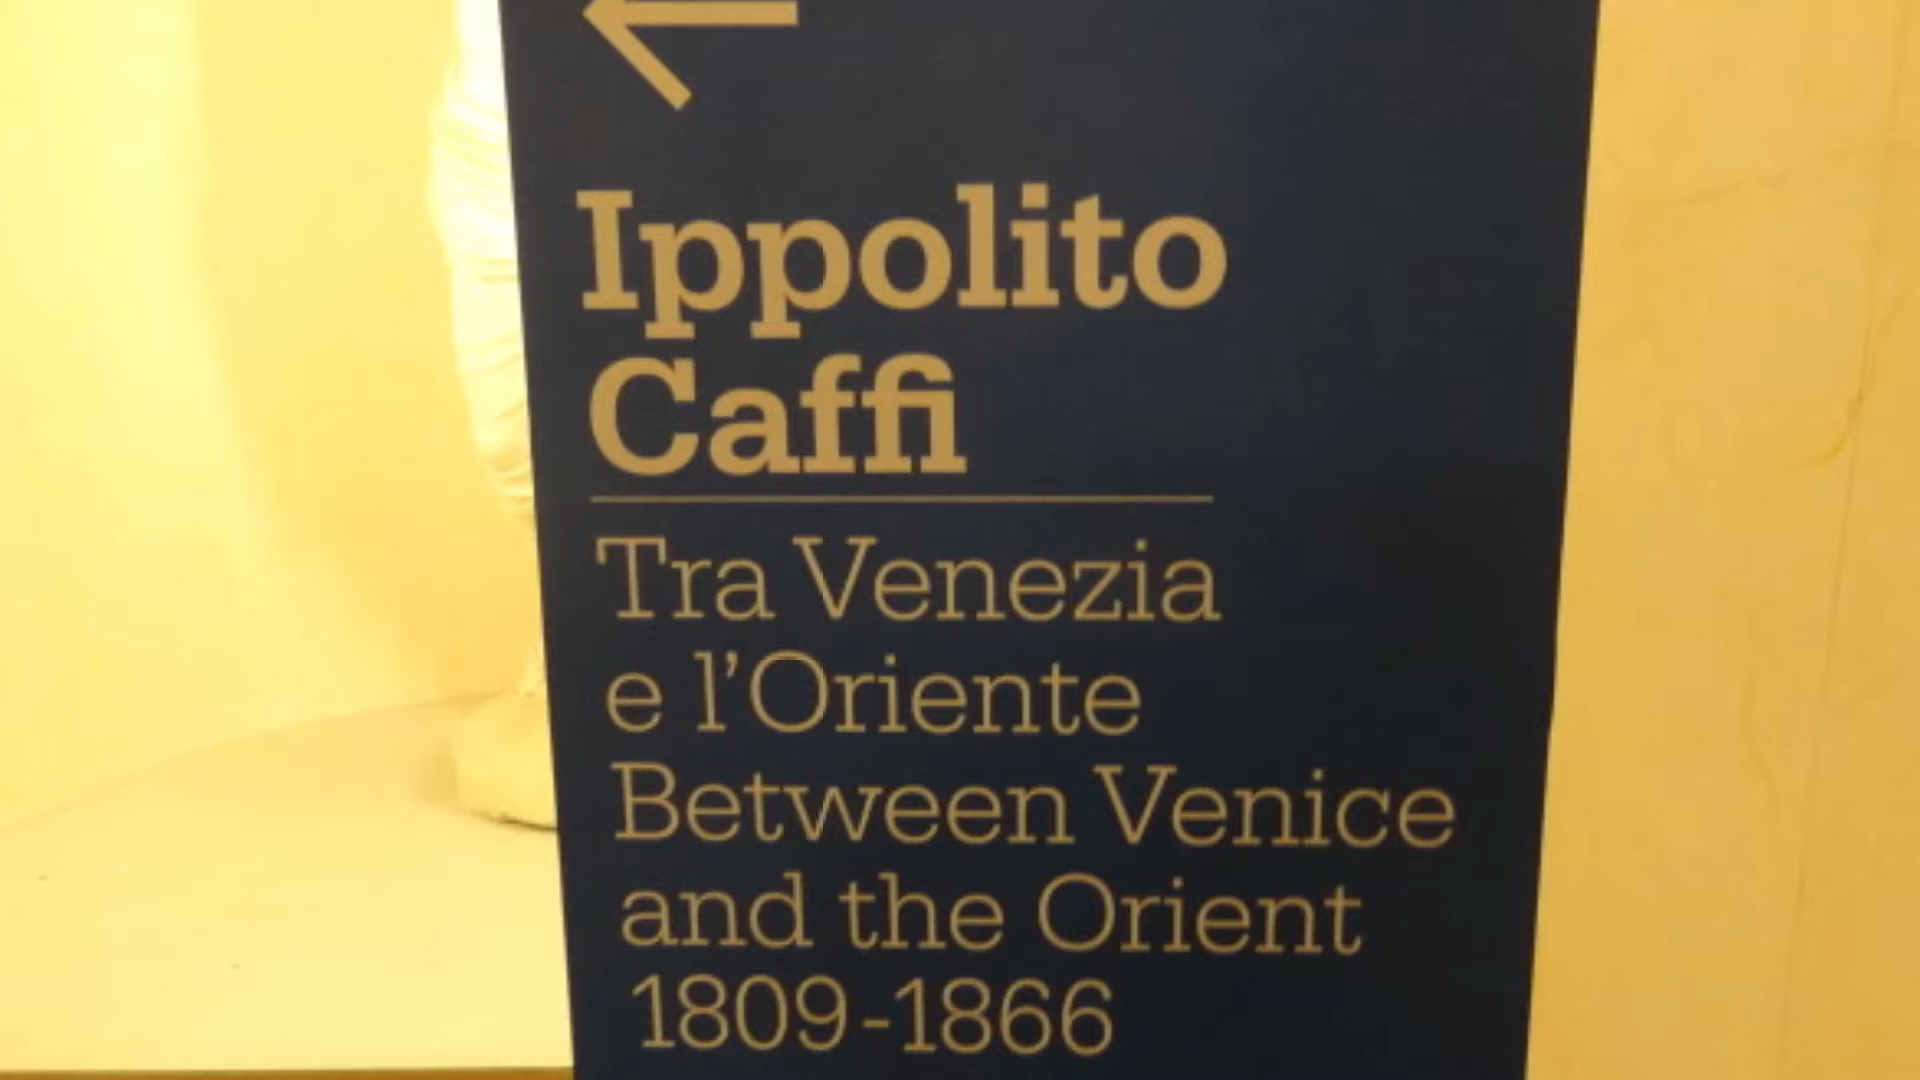 Ippolito
Caffi
Tra Venezia
e l’Oriente
Between Venice
and the Orient
1809-1866